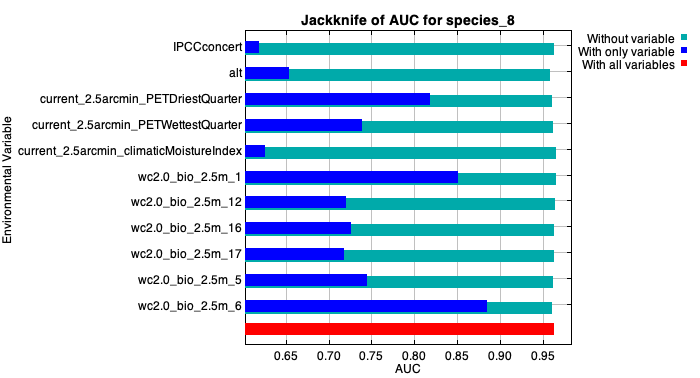 Jackknife of AUC for species_8
Without variable
With only variable
With all variables
Environmental Variable
IPCCconcert
alt
current_2.5arcmin_PETDriestQuarter
current_2.5arcmin_PETWettestQuarter
current_2.5arcmin_climaticMoistureIndex
wc2.0_bio_2.5m_1
wc2.0_bio_2.5m_12
wc2.0_bio_2.5m_16
wc2.0_bio_2.5m_17
wc2.0_bio_2.5m_5
wc2.0_bio_2.5m_6
0.65 0.70 0.75 0.80 0.85 0.90 0.95
AUC